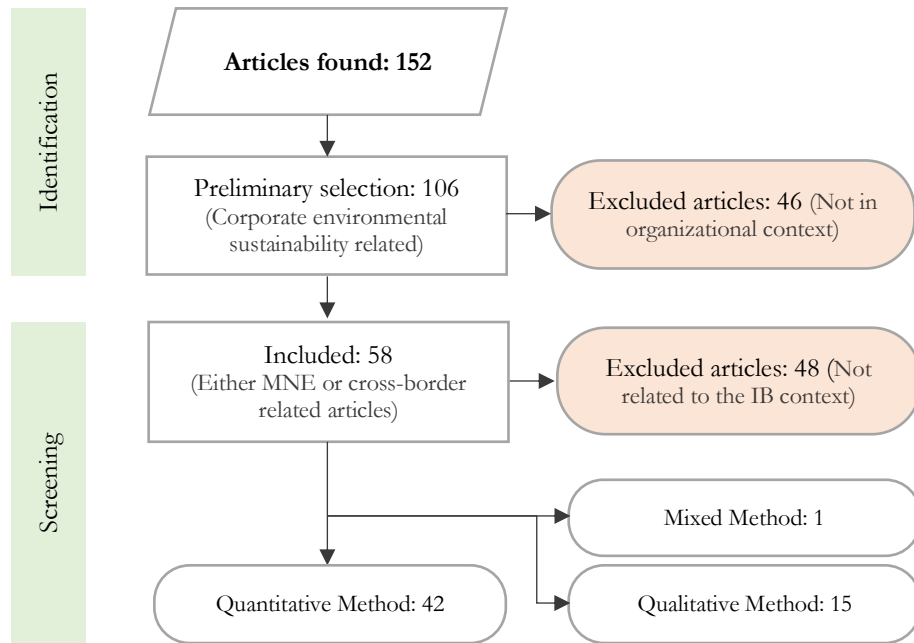 Identification
Articles found: 152
Preliminary selection: 106
(Corporate environmental
sustainability related)
Excluded articles: 46 (Not in
organizational context)
Screening
Included: 58
(Either MNE or cross-border
related articles)
Excluded articles: 48 (Not
related to the IB context)
Mixed Method: 1
Quantitative Method: 42
Qualitative Method: 15